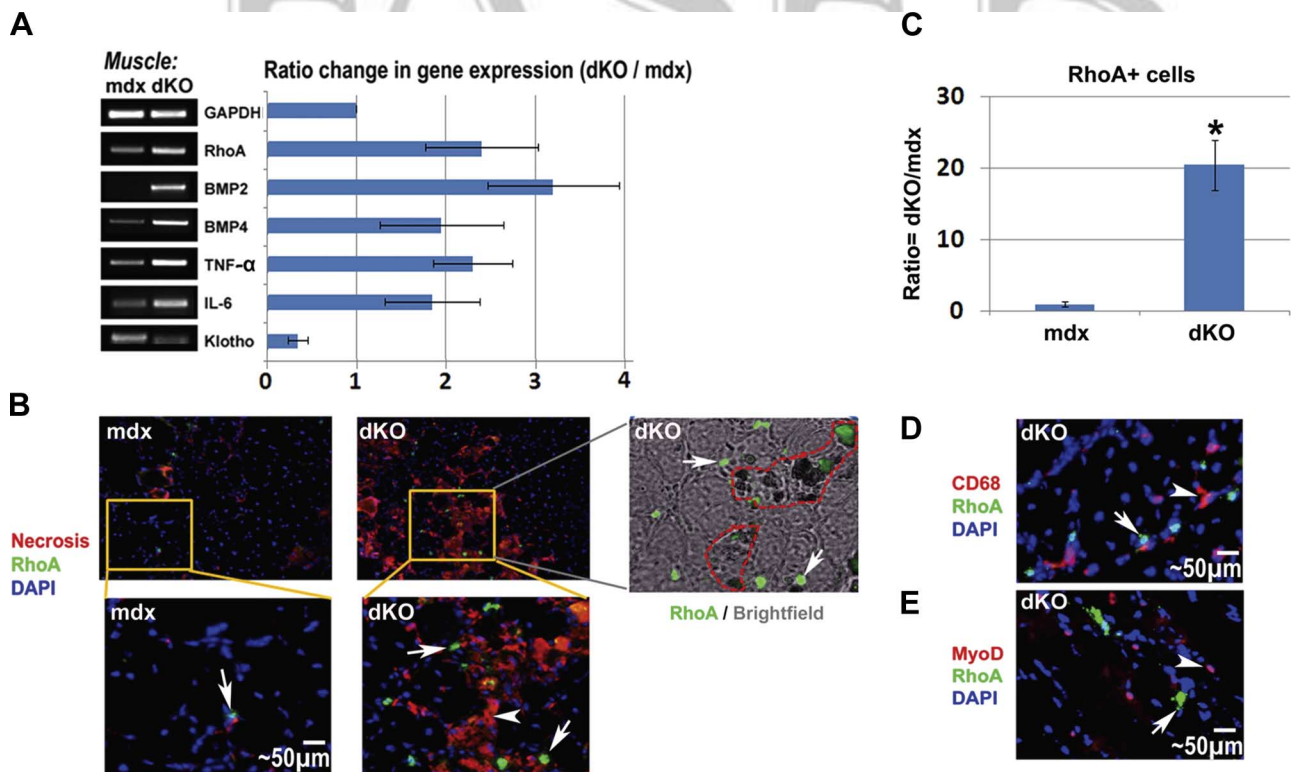 A
Muscle:
mdx dKO
Ratio change in gene expression (dKO / mdx)
GAPDH
RhoA
BMP2
BMP4
TNF-α
IL-6
Klotho
0 1 2 3 4
C
RhoA+ cells
Ratio= dKO/mdx
30
20
10
0
*
mdx dKO
B
Necrosis
RhoA
DAPI
mdx
dKO
dKO
RhoA / Brightfield
mdx
~50μm
dKO
D
CD68
RhoA
DAPI
dKO
~50μm
E
MyoD
RhoA
DAPI
dKO
~50μm